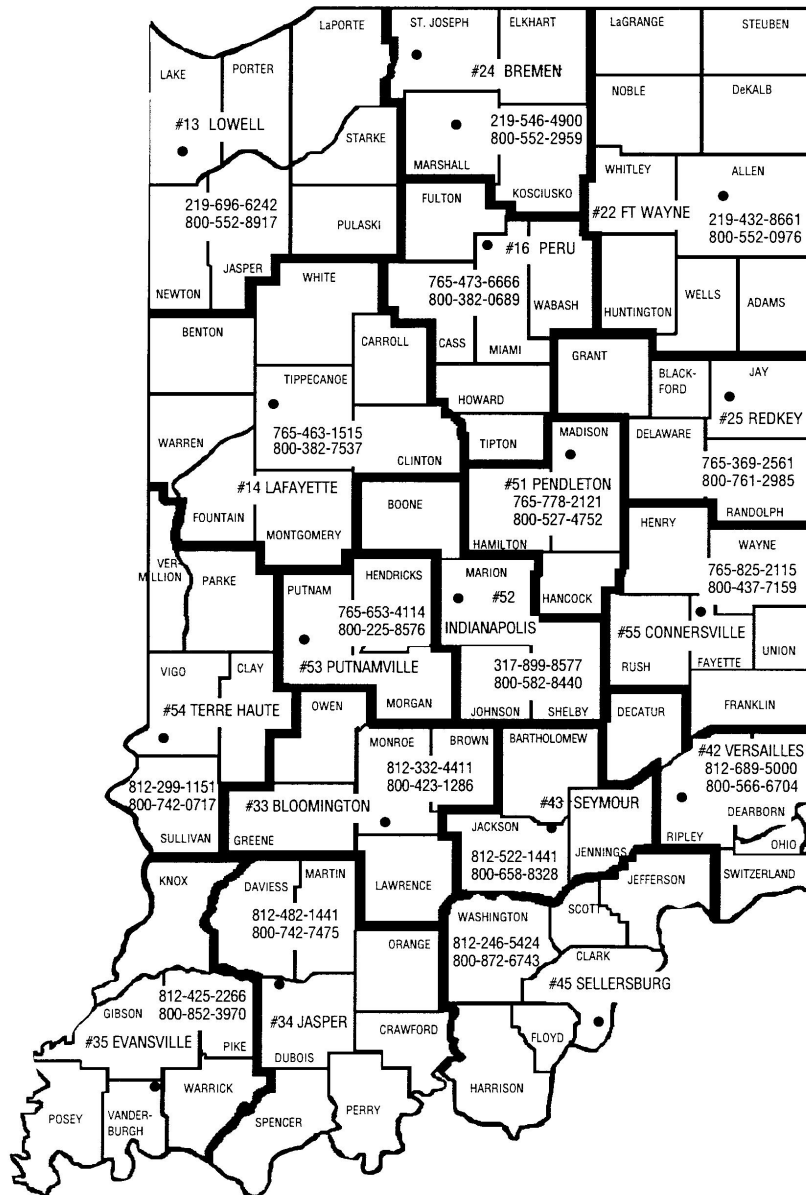 LaPORTE
ST. JOSEPH
ELKHART
LaGRANGE
STEUBEN
LAKE
PORTER
#24 BREMEN
NOBLE
DeKALB
#13 LOWELL
219-546-4900
800-552-2959
STARKE
MARSHALL
WHITLEY
ALLEN
KOSCIUSKO
FULTON
219-696-6242
800-552-8917
#22 FT WAYNE
219-432-8661
800-552-0976
PULASKI
#16 PERU
JASPER
WHITE
765-473-6666
800-382-0689
NEWTON
WABASH
HUNTINGTON
WELLS
ADAMS
BENTON
CARROLL
CASS
MIAMI
GRANT
TIPPECANOE
BLACK-
FORD
JAY
HOWARD
#25 REDKEY
765-463-1515
800-382-7537
WARREN
TIPTON
MADISON
DELAWARE
CLINTON
765-369-2561
800-761-2985
#14 LAFAYETTE
#51 PENDLETON
765-778-2121
800-527-4752
BOONE
RANDOLPH
FOUNTAIN
MONTGOMERY
HENRY
HAMILTON
WAYNE
VER-
MILLION
PARKE
HENDRICKS
MARION
765-825-2115
800-437-7159
PUTNAM
HANCOCK
765-653-4114
800-225-8576
#52
INDIANAPOLIS
#55 CONNERSVILLE
UNION
VIGO
CLAY
#53 PUTNAMVILLE
317-899-8577
800-582-8440
RUSH
FAYETTE
#54 TERRE HAUTE
OWEN
MORGAN
JOHNSON
SHELBY
DECATUR
FRANKLIN
MONROE
BROWN
BARTHOLOMEW
#42 VERSAILLES
812-689-5000
800-566-6704
812-299-1151
800-742-0717
812-332-4411
800-423-1286
#33 BLOOMINGTON
#43 SEYMOUR
DEARBORN
SULLIVAN
GREENE
JACKSON
812-522-1441
800-658-8328
JENNINGS
RIPLEY
OHIO
KNOX
DAVIESS
MARTIN
LAWRENCE
JEFFERSON
SWITZERLAND
812-482-1441
800-742-7475
WASHINGTON
SCOTT
812-246-5424
800-872-6743
ORANGE
CLARK
#45 SELLERSBURG
812-425-2266
800-852-3970
GIBSON
#34 JASPER
CRAWFORD
FLOYD
#35 EVANSVILLE
PIKE
DUBOIS
WARRICK
HARRISON
POSEY
VANDER-
BURGH
SPENCER
PERRY